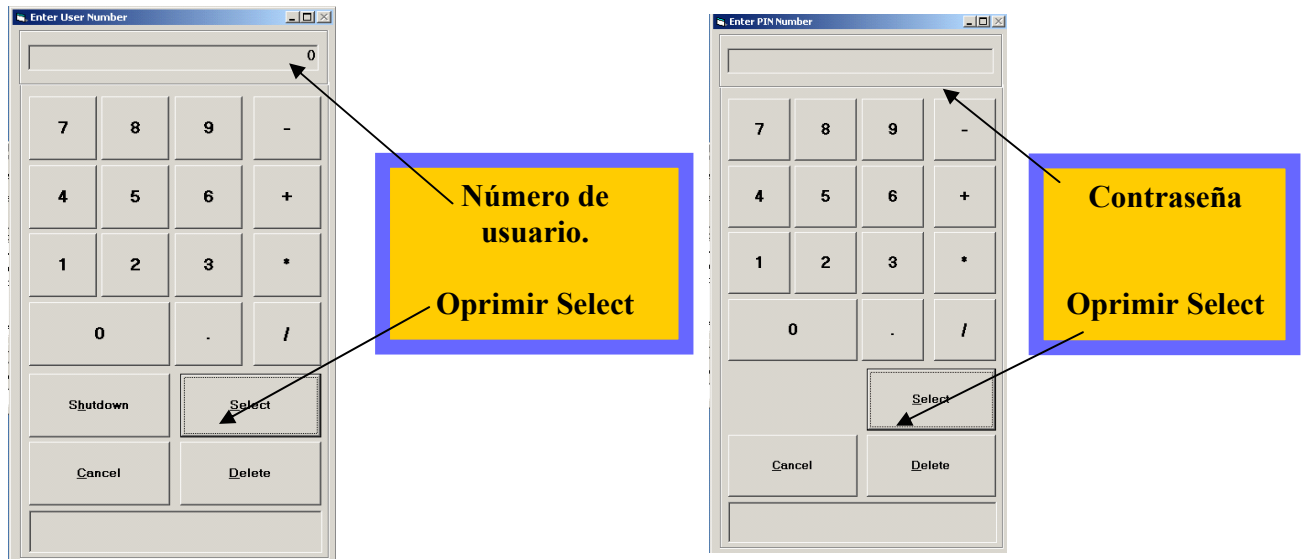 Enter User Number
0
7 8 9 -
4 5 6 +
1 2 3 *
0 . /
Shutdown Select
Cancel Delete
Número de
usuario.
Oprimir Select
Enter PIN Number
7 8 9 -
4 5 6 +
1 2 3 *
0 . /
Select
Cancel Delete
Contraseña
Oprimir Select